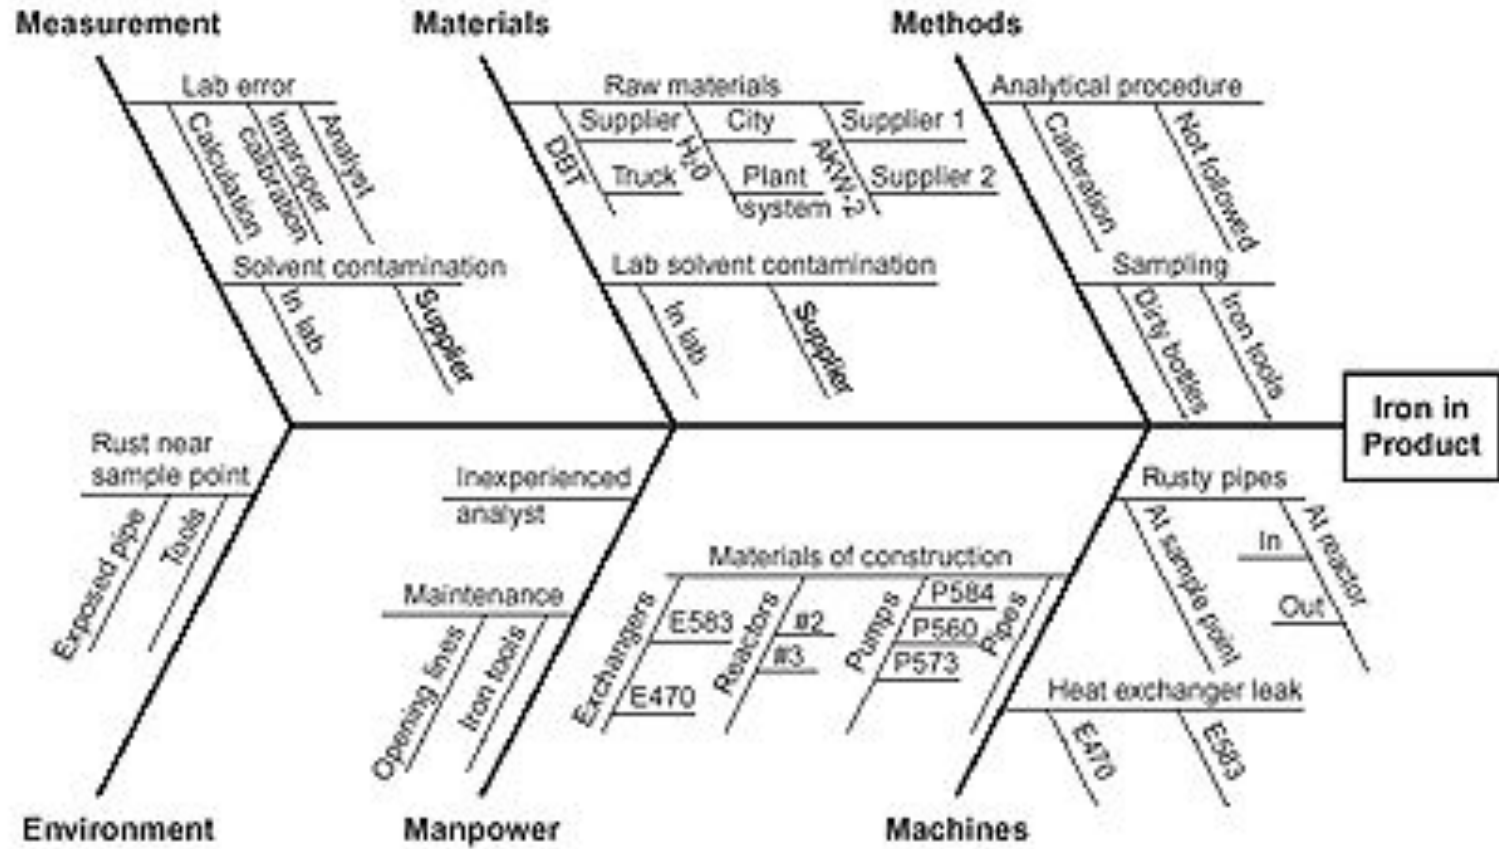 Measurement
Lab error
Calculation
Improper
calibration
Analyst
Solvent contamination
In lab
Supplier
Materials
Raw materials
DBT
Supplier
Truck
H₂0
City
Plant
system
AKW-2
Supplier 1
Supplier 2
Lab solvent contamination
In lab
Supplier
Methods
Analytical procedure
Calibration
Not followed
Sampling
Dirty bottles
Iron tools
Iron in
Product
Rust near
sample point
Exposed pipe
Tools
Environment
Inexperienced
analyst
Maintenance
Opening lines
Iron tools
Manpower
Materials of construction
Exchangers
E583
E470
Reactors
#2
#3
Pumps
P584
P560
P573
Pipes
Rusty pipes
At sample point
At reactor
In
Out
Heat exchanger leak
E470
E583
Machines